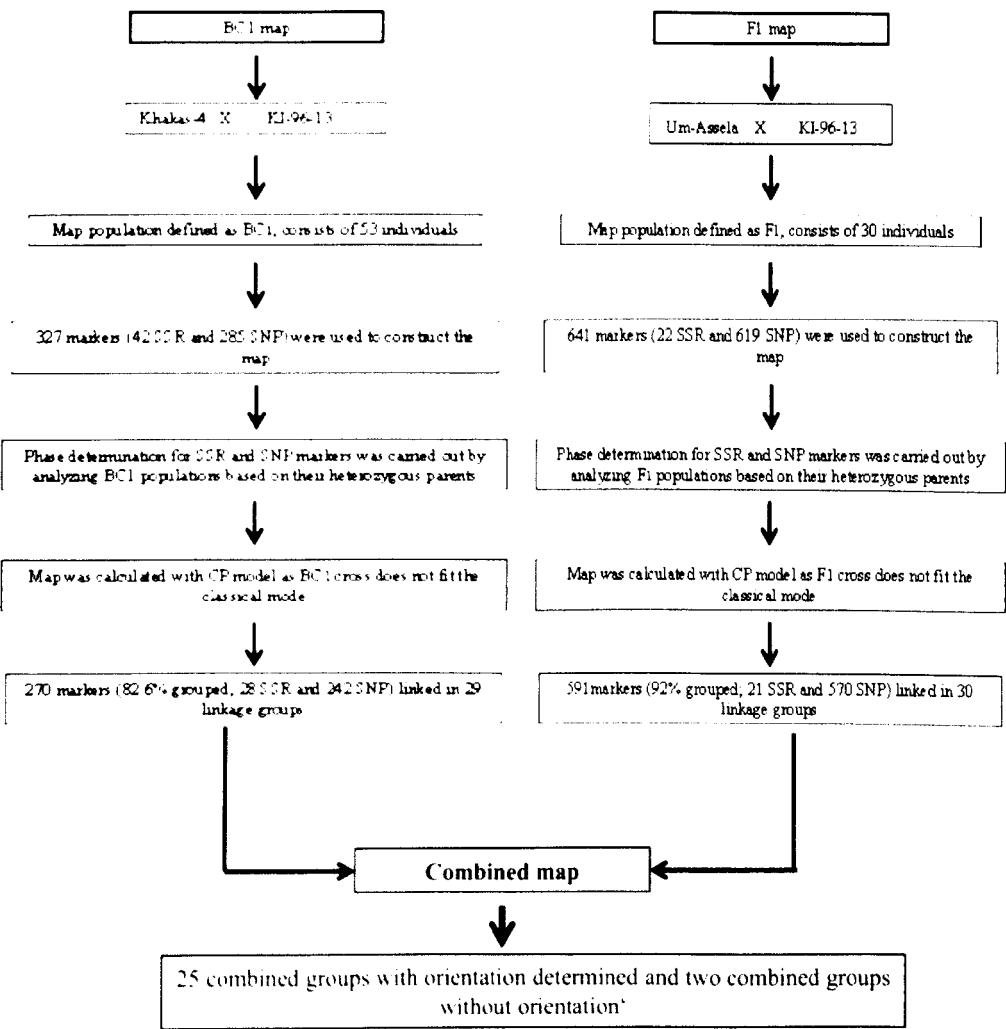 BC1 map
Khakas-4 X KJ-96-13
Map population defined as BC1, consists of 53 individuals
327 markers (42 SSR and 285 SNP) were used to construct the
map
Phase determination for SSR and SNP markers was carried out by
analyzing BC1 populations based on their heterozygous parents
Map was calculated with CP model as BC1 cross does not fit the
classical mode
270 markers (82.6% grouped, 28 SSR and 242 SNP) linked in 29
linkage groups
F1 map
Um-Assela X KJ-96-13
Map population defined as F1, consists of 30 individuals
641 markers (22 SSR and 619 SNP) were used to construct the
map
Phase determination for SSR and SNP markers was carried out by
analyzing F1 populations based on their heterozygous parents
Map was calculated with CP model as F1 cross does not fit the
classical mode
591markers (92% grouped; 21 SSR and 570 SNP) linked in 30
linkage groups
Combined map
25 combined groups with orientation determined and two combined groups
without orientation